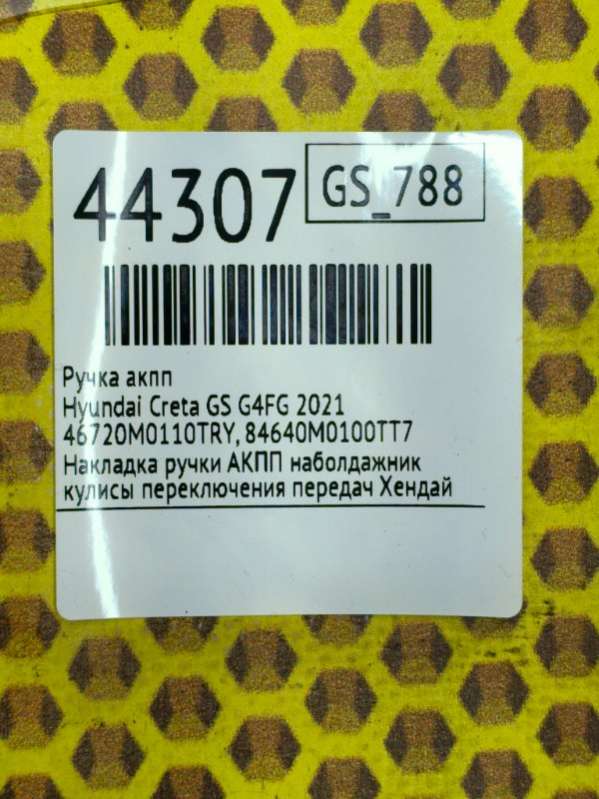 44307
GS_788
Ручка акпп
Hyundai Creta GS G4FG 2021
46720M0110TRY, 84640M0100TT7
Накладка ручки АКПП наболдажник
кулисы переключения передач Хендай